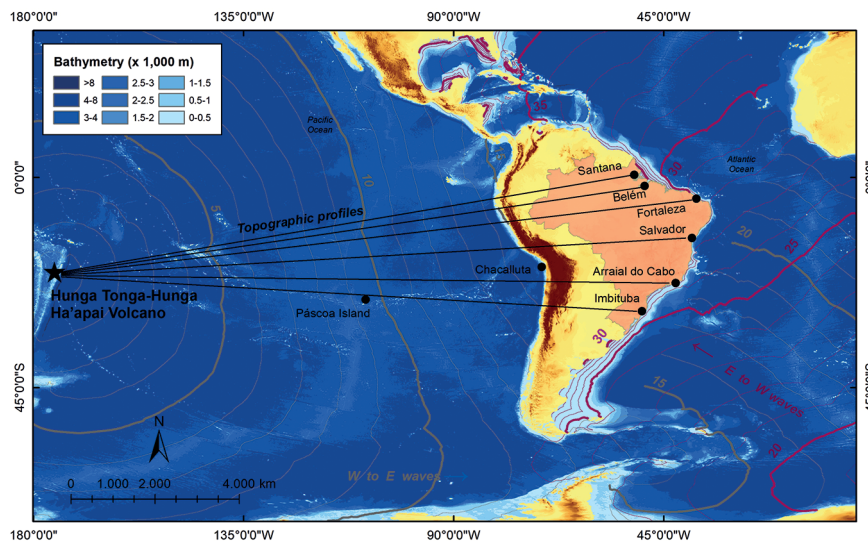 180°0'0" 135°0'0"W 90°0'0"W 45°0'0"W
Bathymetry (x 1,000 m)
>8 2.5-3 1-1.5
4-8 2-2.5 0.5-1
3-4 1.5-2 0-0.5
35
Pacific
Ocean
Atlantic
Ocean
30
0°0'0"
Santana
10
Belém
5
Fortaleza
Topographic profiles
Salvador
20
25
Chacalluta
Arraial do Cabo
Hunga Tonga-Hunga
Ha'apai Volcano
Imbituba
Páscoa Island
30
E to W waves
15
45°0'0"S
N
20
W to E waves
0 1.000 2.000 4.000 km
180°0'0" 135°0'0"W 90°0'0"W 45°0'0"W